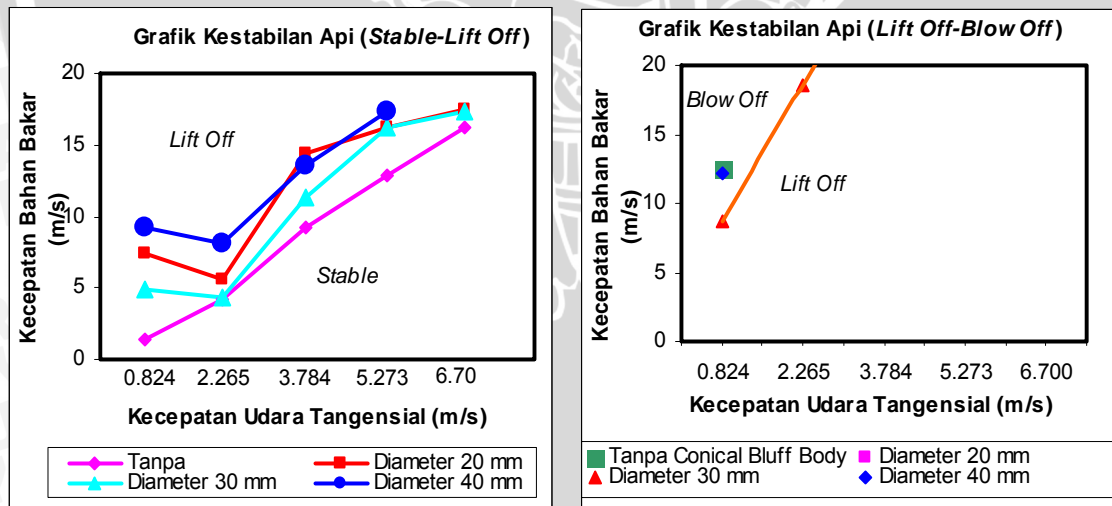 Grafik Kestabilan Api (Stable-Lift Off)
Kecepatan Bahan Bakar
(m/s)
20
15
10
5
0
Lift Off
Stable
0.824 2.265 3.784 5.273 6.70
Kecepatan Udara Tangensial (m/s)
Tanpa Diameter 20 mm
Diameter 30 mm Diameter 40 mm
Grafik Kestabilan Api (Lift Off-Blow Off)
Kecepatan Bahan Bakar
(m/s)
20
15
10
5
0
Blow Off
Lift Off
0.824 2.265 3.784 5.273 6.700
Kecepatan Udara Tangensial (m/s)
Tanpa Conical Bluff Body Diameter 20 mm
Diameter 30 mm Diameter 40 mm